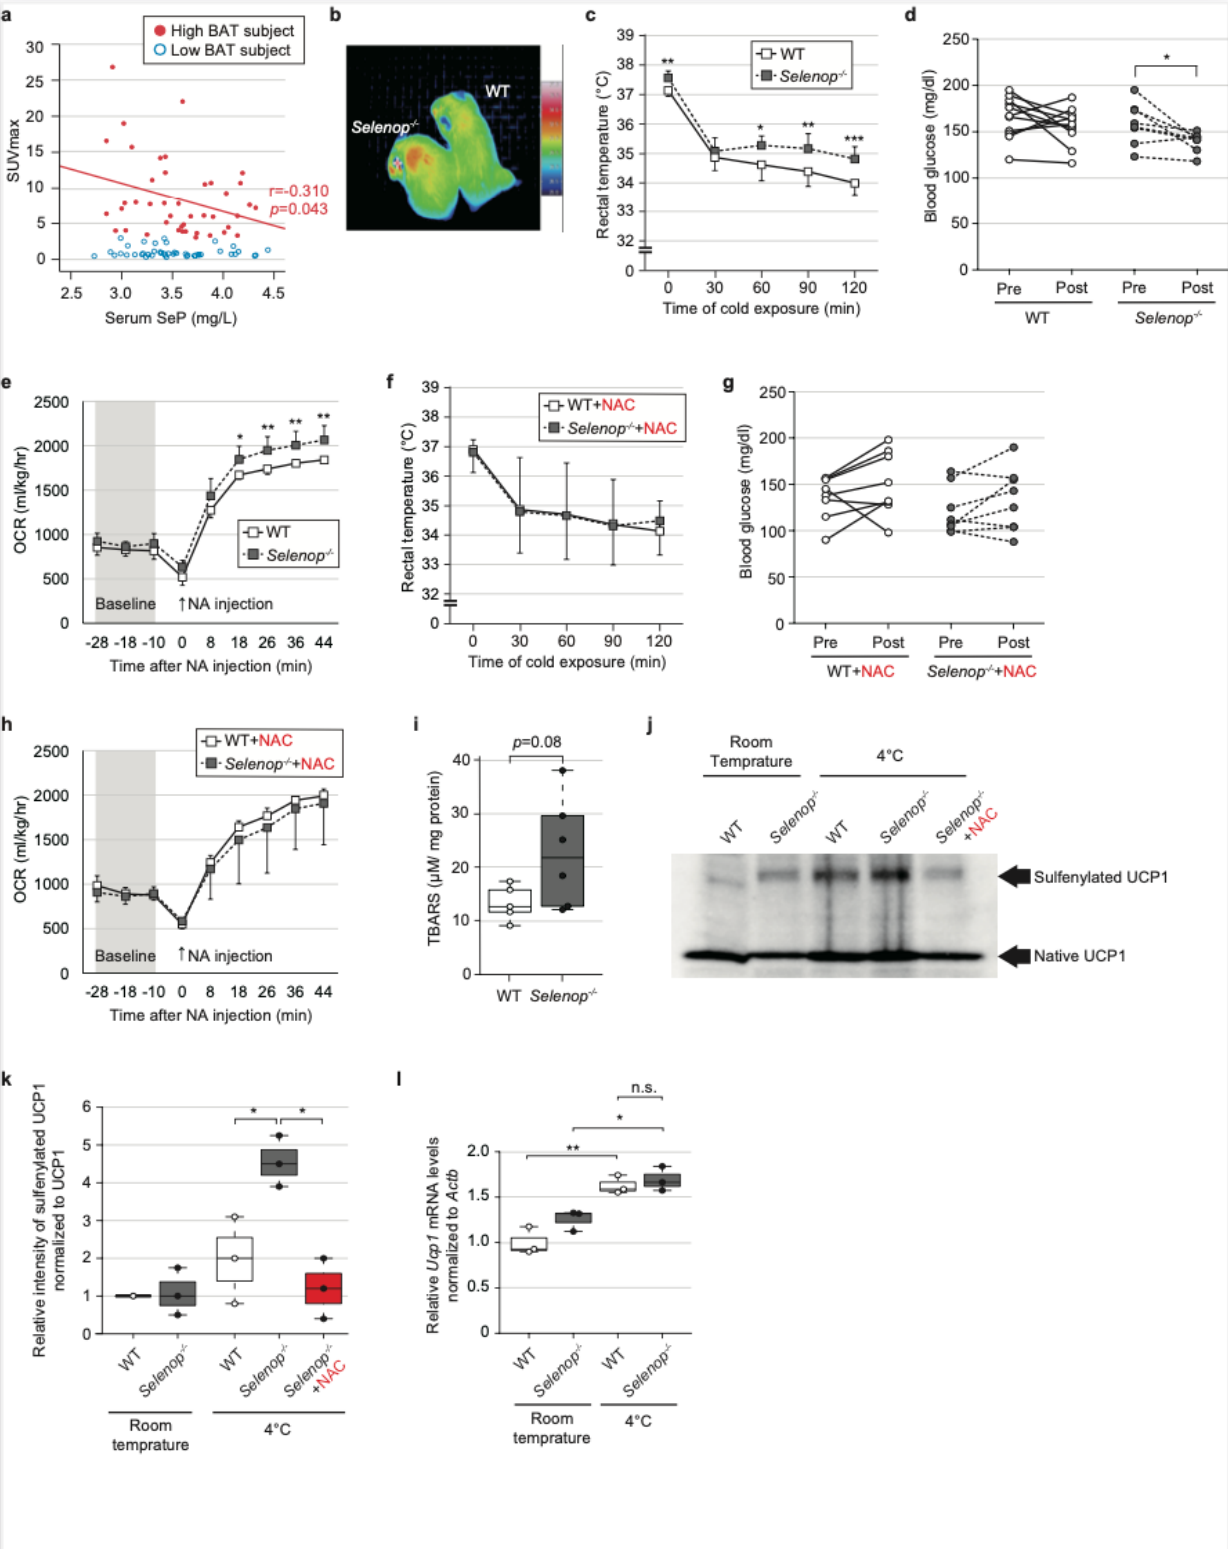 a
High BAT subject
Low BAT subject
30
25
20
15
10
5
0
SUVmax
r=-0.310
p=0.043
2.5 3.0 3.5 4.0 4.5
Serum SeP (mg/L)
b
WT
Selenop-/-
c
WT
Selenop-/-
39
38
37
36
35
34
33
32
0
Rectal temperature (°C)
**
*
**
***
0 30 60 90 120
Time of cold exposure (min)
d
250
200
150
100
50
0
Blood glucose (mg/dl)
*
Pre Post Pre Post
WT Selenop-/-
e
2500
2000
1500
1000
500
0
OCR (ml/kg/hr)
* ** ** **
WT
Selenop-/-
Baseline ↑NA injection
-28 -18 -10 0 8 18 26 36 44
Time after NA injection (min)
f
39
38
37
36
35
34
33
32
0
Rectal temperature (°C)
WT+NAC
Selenop-/-+NAC
0 30 60 90 120
Time of cold exposure (min)
g
250
200
150
100
50
0
Blood glucose (mg/dl)
Pre Post Pre Post
WT+NAC Selenop-/-+NAC
h
WT+NAC
Selenop-/-+NAC
2500
2000
1500
1000
500
0
OCR (ml/kg/hr)
Baseline ↑NA injection
-28 -18 -10 0 8 18 26 36 44
Time after NA injection (min)
i
p=0.08
40
30
20
10
0
TBARS (µM/ mg protein)
WT Selenop-/-
j
Room
Temprature
4°C
WT
Selenop-/-
WT
Selenop-/-
Selenop-/-
+NAC
Sulfenylated UCP1
Native UCP1
k
6
5
4
3
2
1
0
Relative intensity of sulfenylated UCP1
normalized to UCP1
* *
WT
Selenop-/-
WT
Selenop-/-
Selenop-/-
+NAC
Room
temprature
4°C
l
n.s.
*
**
2.0
1.5
1.0
0.5
0
Relative Ucp1 mRNA levels
normalized to Actb
WT
Selenop-/-
WT
Selenop-/-
Room
temprature
4°C